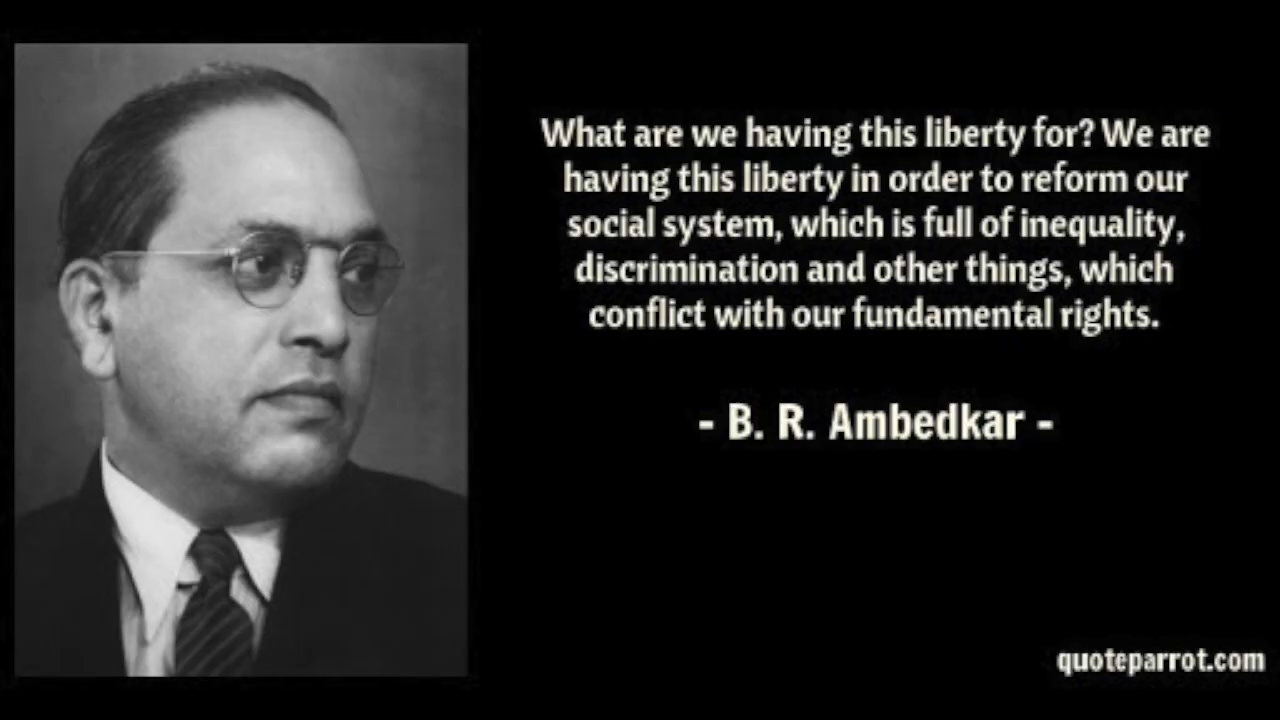 What are we having this liberty for? We are
having this liberty in order to reform our
social system, which is full of inequality,
discrimination and other things, which
conflict with our fundamental rights.
- B. R. Ambedkar -
quoteparrot.com